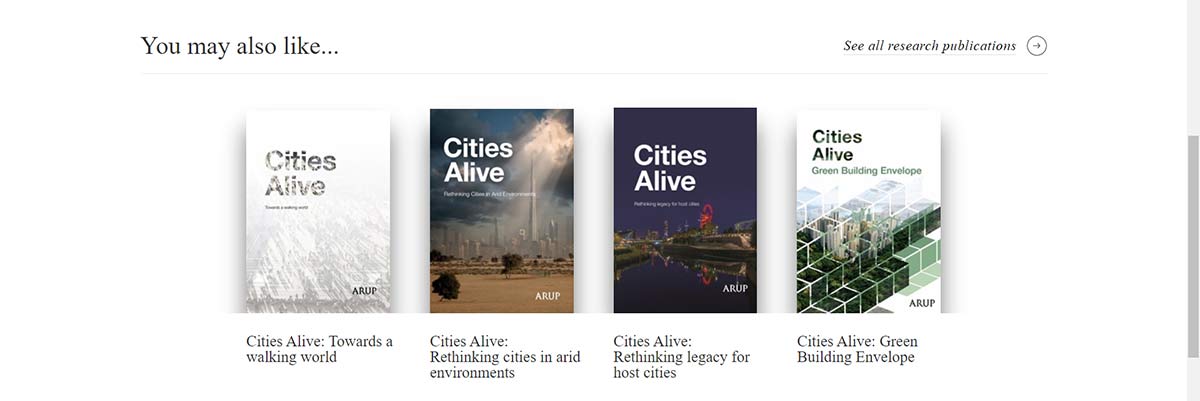 You may also like...
See all research publications
Cities
Alive
Towards a walking world
ARUP
Cities
Alive
Rethinking Cities in Arid Environments
ARUP
Cities
Alive
Rethinking legacy for host cities
ARUP
Cities
Alive
Green Building Envelope
ARUP
Cities Alive: Towards a
walking world
Cities Alive:
Rethinking cities in arid
environments
Cities Alive:
Rethinking legacy for
host cities
Cities Alive: Green
Building Envelope